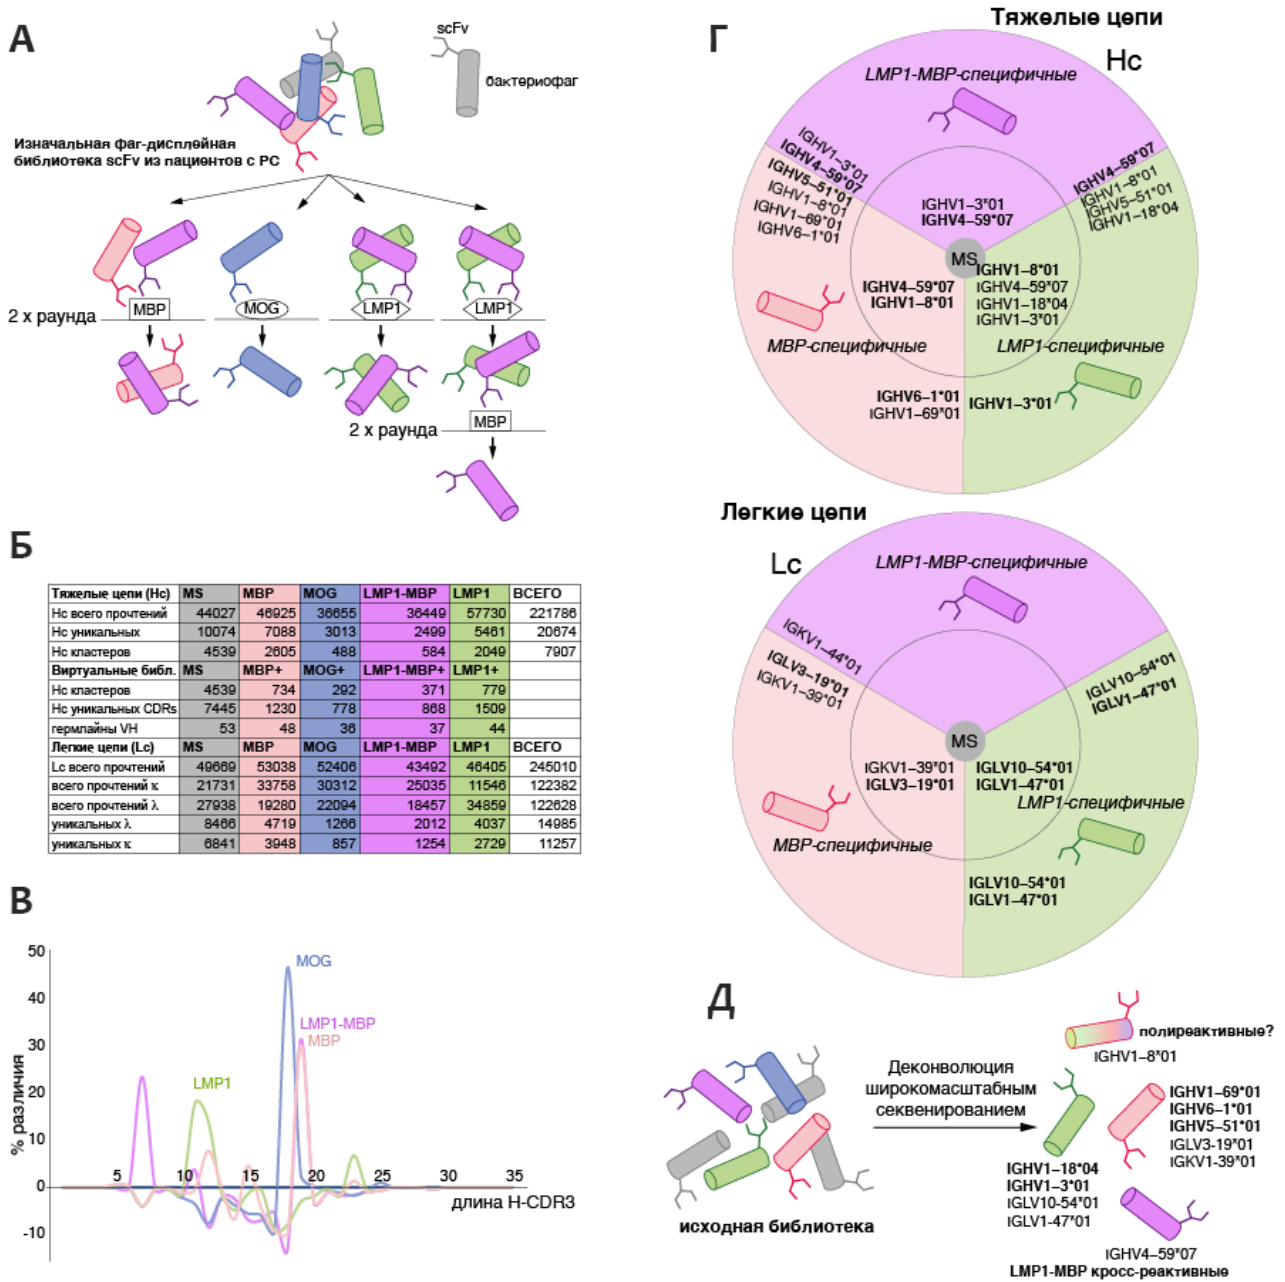 А
scFv
бактериофаг
Изначальная фаг-дисплейная
библиотека scFv из пациентов с РС
2 х раунда
MBP
MOG
LMP1
LMP1
2 х раунда
MBP
Б
Тяжелые цепи (Hc) MS MBP MOG LMP1-MBP LMP1 ВСЕГО
Hc всего прочтений 44027 46925 36655 36449 57730 221786
Hc уникальных 10074 7088 3013 2499 5461 20674
Hc кластеров 4539 2605 488 584 2049 7907
Виртуальные библ. MS MBP+ MOG+ LMP1-MBP+ LMP1+
Hc кластеров 4539 734 292 371 779
Hc уникальных CDRs 7445 1230 778 868 1509
гермлайны VH 53 48 36 37 44
Легкие цепи (Lc) MS MBP MOG LMP1-MBP LMP1 ВСЕГО
Lc всего прочтений 49669 53038 52406 43492 46405 245010
всего прочтений κ 21731 33758 30312 25035 11546 122382
всего прочтений λ 27938 19280 22094 18457 34859 122628
уникальных λ 8466 4719 1266 2012 4037 14985
уникальных κ 6841 3948 857 1254 2729 11257
В
% различия
50
40
30
20
10
0
-10
MOG
LMP1-MBP
MBP
LMP1
5 10 15 20 25 30 35
длина H-CDR3
Г
Тяжелые цепи
Hc
LMP1-MBP-специфичные
IGHV1-3*01
IGHV4-59*07
IGHV5-51*01
IGHV1-8*01
IGHV1-69*01
IGHV6-1*01
IGHV4-59*07
IGHV1-8*01
IGHV5-51*01
IGHV1-18*04
IGHV1-3*01
IGHV4-59*07
MS
IGHV4-59*07
IGHV1-8*01
IGHV1-8*01
IGHV4-59*07
IGHV1-18*04
IGHV1-3*01
MBP-специфичные
LMP1-специфичные
IGHV6-1*01
IGHV1-69*01
IGHV1-3*01
Легкие цепи
Lc
LMP1-MBP-специфичные
IGKV1-44*01
IGLV3-19*01
IGKV1-39*01
IGLV10-54*01
IGLV1-47*01
MS
IGKV1-39*01
IGLV3-19*01
IGLV10-54*01
IGLV1-47*01
MBP-специфичные
LMP1-специфичные
IGLV10-54*01
IGLV1-47*01
Д
исходная библиотека
Деконволюция
широкомасштабным
секвенированием
полиреактивные?
IGHV1-8*01
IGHV1-69*01
IGHV6-1*01
IGHV5-51*01
IGLV3-19*01
IGKV1-39*01
IGHV1-18*04
IGHV1-3*01
IGLV10-54*01
IGLV1-47*01
IGHV4-59*07
LMP1-MBP кросс-реактивные